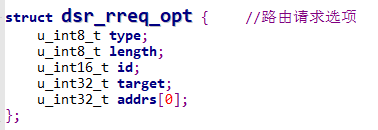 struct dsr_rreq_opt {    //路由请求选项
    u_int8_t type;
    u_int8_t length;
    u_int16_t id;
    u_int32_t target;
    u_int32_t addrs[0];
};